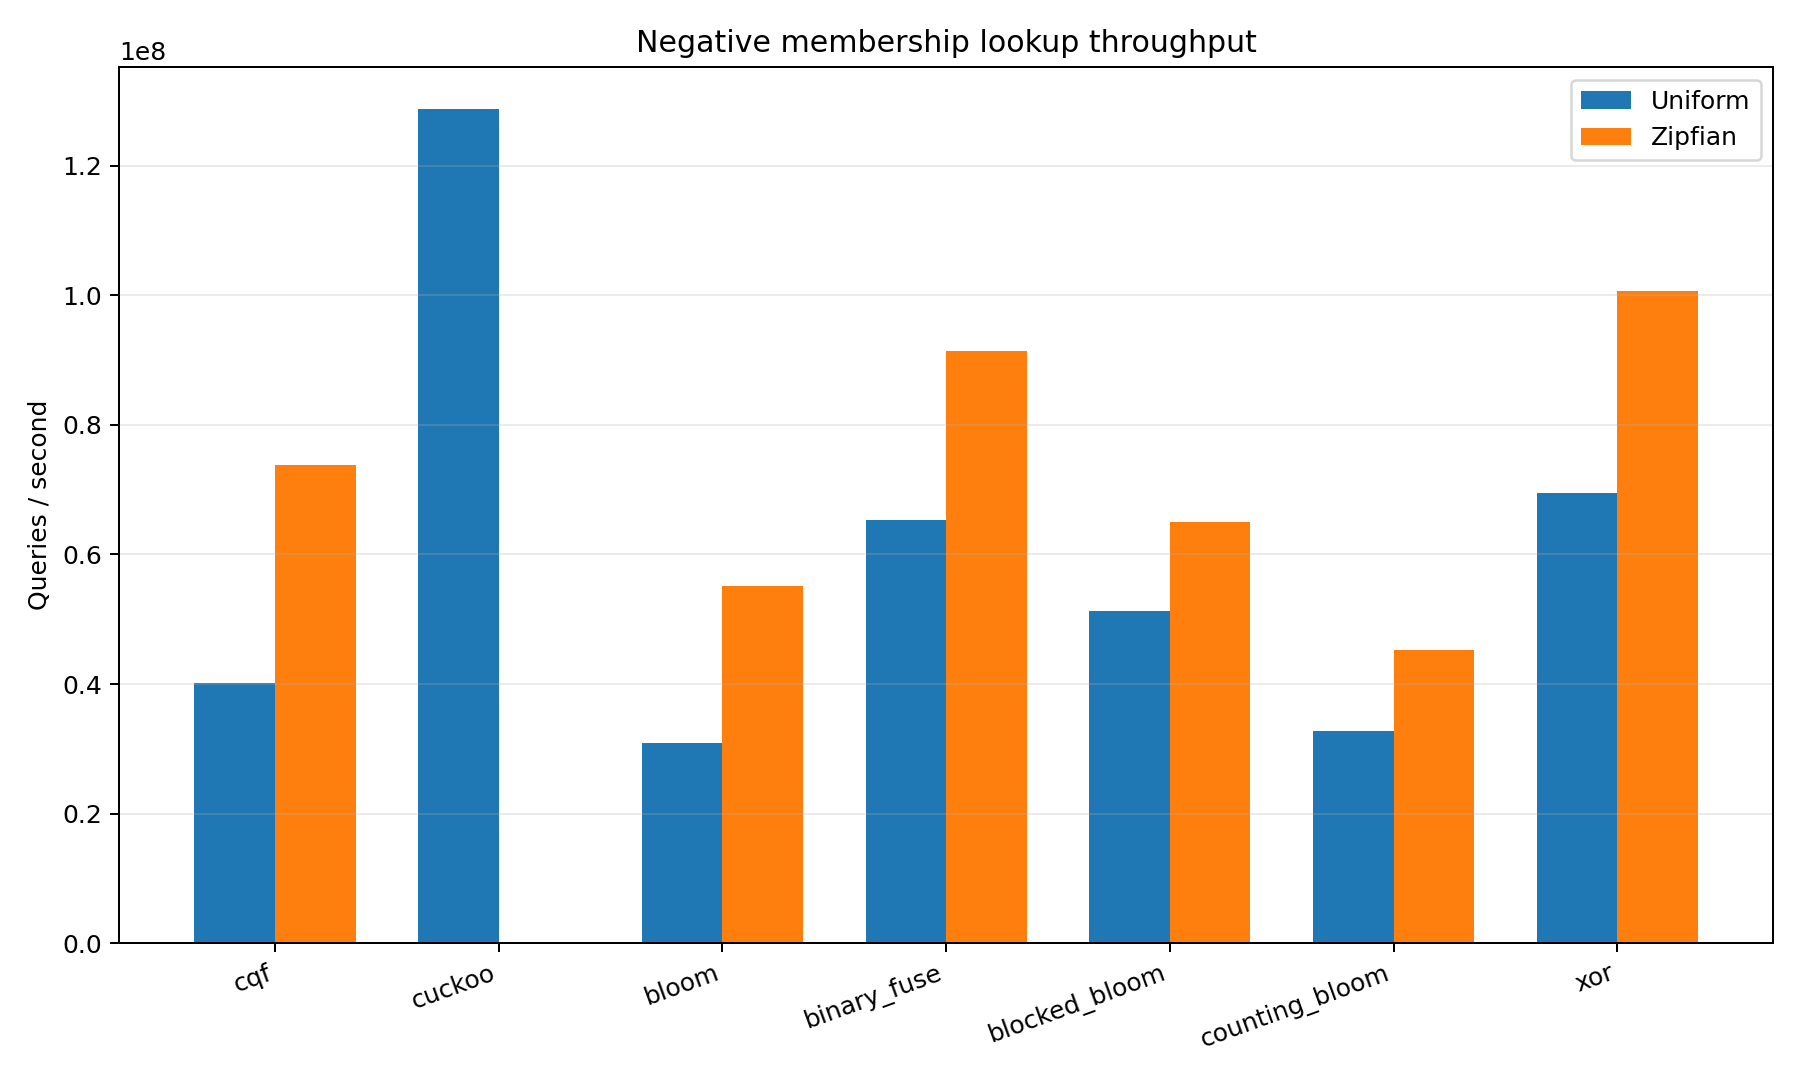 Negative membership lookup throughput
1e8
Uniform
Zipfian
Queries / second
1.2
1.0
0.8
0.6
0.4
0.2
0.0
cqf
cuckoo
bloom
binary_fuse
blocked_bloom
counting_bloom
xor